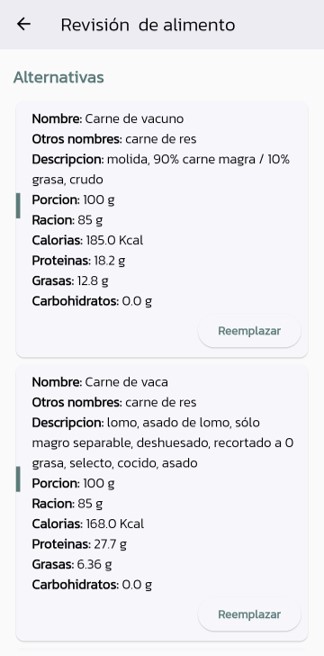 Revisión de alimento
Alternativas
Nombre: Carne de vacuno
Otros nombres: carne de res
Descripcion: molida, 90% carne magra / 10%
grasa, crudo
Porcion: 100 g
Racion: 85 g
Calorias: 185.0 Kcal
Proteinas: 18.2 g
Grasas: 12.8 g
Carbohidratos: 0.0 g
Reemplazar
Nombre: Carne de vaca
Otros nombres: carne de res
Descripcion: lomo, asado de lomo, sólo
magro separable, deshuesado, recortado a 0
grasa, selecto, cocido, asado
Porcion: 100 g
Racion: 85 g
Calorias: 168.0 Kcal
Proteinas: 27.7 g
Grasas: 6.36 g
Carbohidratos: 0.0 g
Reemplazar